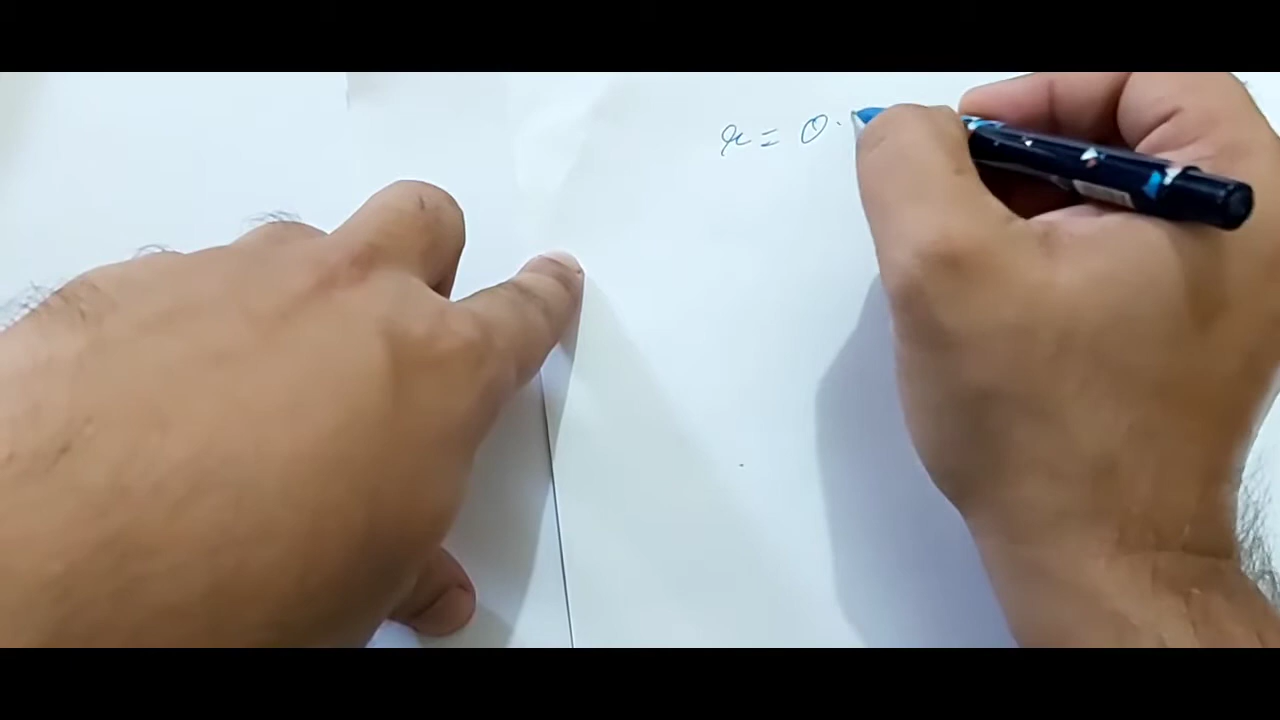 x = 0.